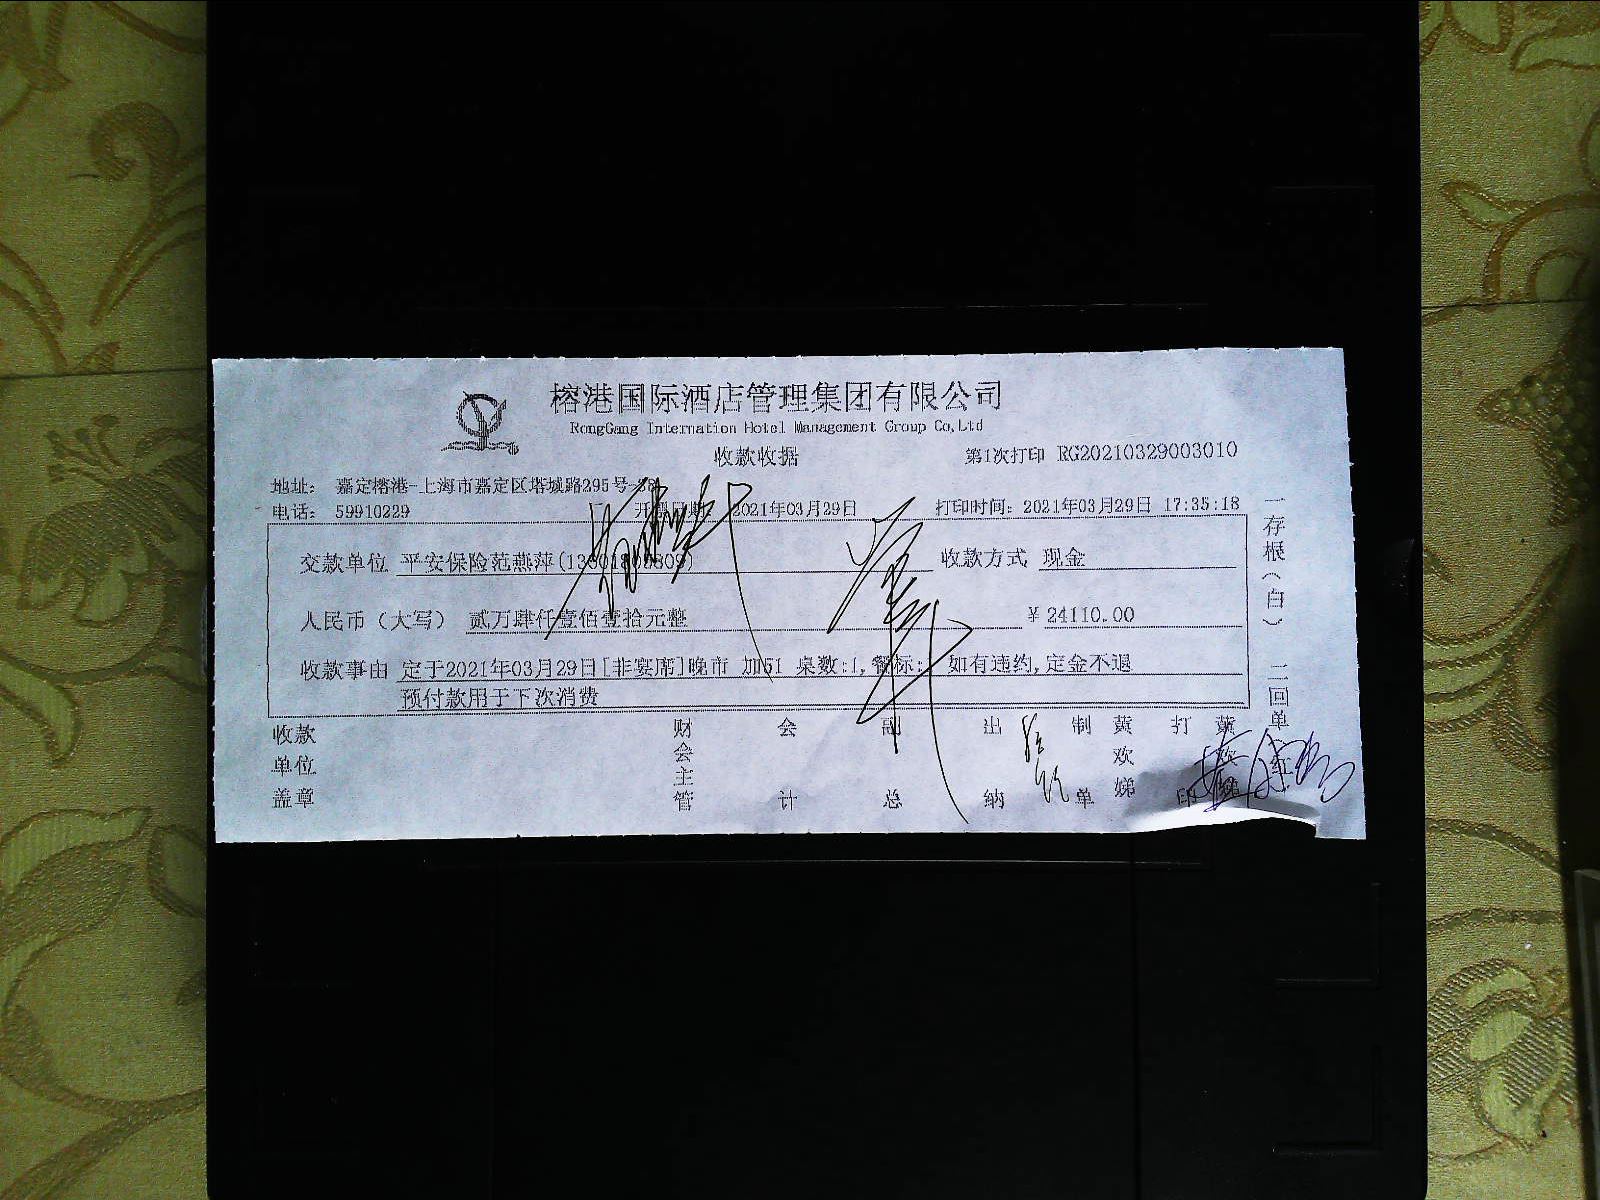 榕港国际酒店管理集团有限公司
RongGang Internation Hotel Management Group Co,Ltd
收款收据
第1次打印 RG20210329003010
地址： 嘉定榕港-上海市嘉定区塔城路295号
电话： 59910229
2021年03月29日
打印时间：2021年03月29日 17:35:18
交款单位 平安保险范燕萍
收款方式 现金
人民币（大写） 贰万肆仟壹佰壹拾元整
￥24110.00
收款事由 定于2021年03月29日[非宴席]晚市 加51 桌数:1,餐标: 如有违约,定金不退
预付款用于下次消费
收款单位盖章
财会主管
会计
副总
出纳
制单
黄欢娣
打印
一存根（白） 二回单